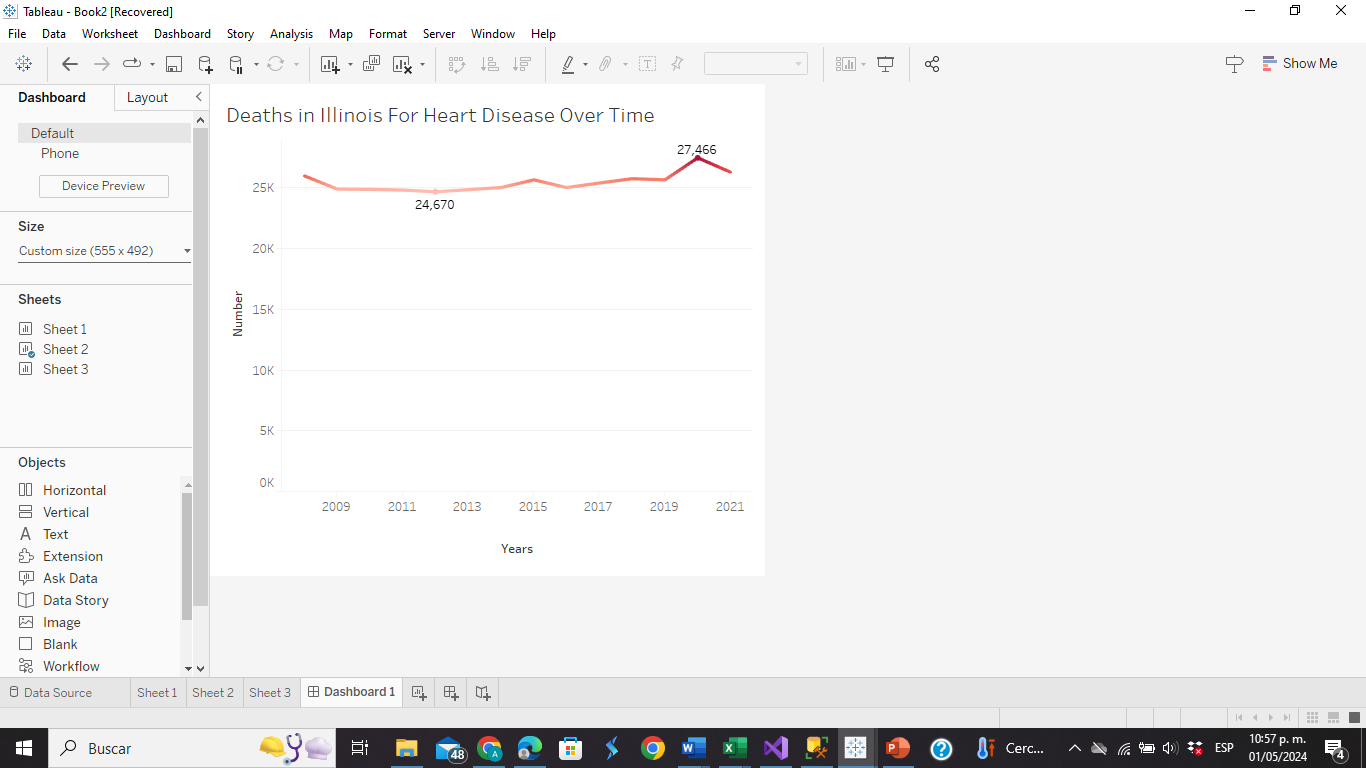 Tableau - Book2 [Recovered]
File Data Worksheet Dashboard Story Analysis Map Format Server Window Help
Show Me
Dashboard Layout
Default
Phone
Device Preview
Size
Custom size (555 x 492)
Sheets
Sheet 1
Sheet 2
Sheet 3
Objects
Horizontal
Vertical
A Text
Extension
Ask Data
Data Story
Image
Blank
Workflow
Deaths in Illinois For Heart Disease Over Time
27,466
25K
24,670
20K
15K
Number
10K
5K
0K
2009 2011 2013 2015 2017 2019 2021
Years
Data Source Sheet 1 Sheet 2 Sheet 3 Dashboard 1
Buscar
48
A
Cerc...
ESP
10:57 p. m.
01/05/2024
4